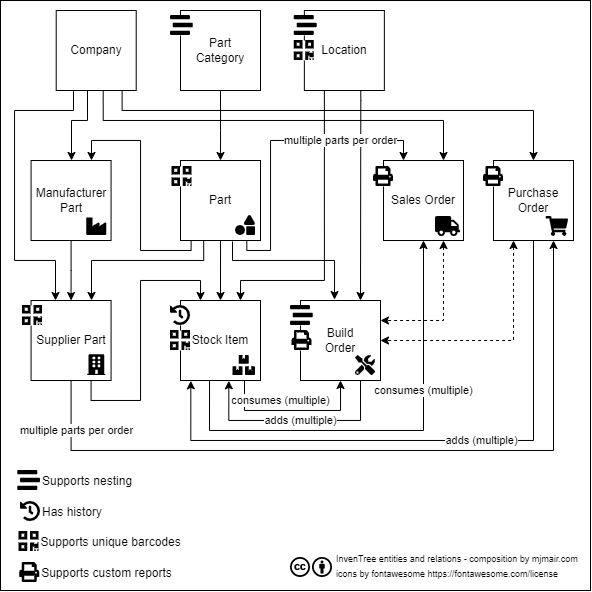 Company
Part
Category
Location
multiple parts per order
Manufacturer
Part
Part
Sales Order
Purchase
Order
Supplier Part
Stock Item
Build
Order
consumes (multiple)
consumes (multiple)
adds (multiple)
multiple parts per order
adds (multiple)
Supports nesting
Has history
Supports unique barcodes
Supports custom reports
cc
InvenTree entities and relations - composition by mjmair.com
icons by fontawesome https://fontawesome.com/license